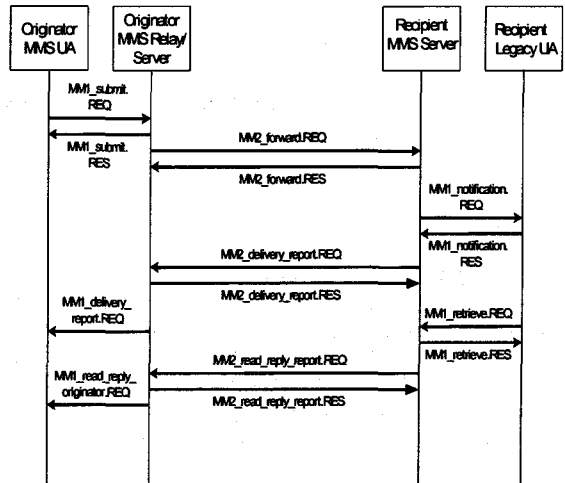 Originator
MMS UA
Originator
MMS Relay/
Server
Recipient
MMS Server
Recipient
Legacy UA
MM1_submit.
REQ
MM1_submit.
RES
MM2_forward.REQ
MM2_forward.RES
MM1_notification.
REQ
MM1_notification.
RES
MM2_delivery_report.REQ
MM2_delivery_report.RES
MM1_delivery_
report.REQ
MM1_retrieve.REQ
MM1_retrieve.RES
MM2_read_reply_report.REQ
MM1_read_reply_
originator.REQ
MM2_read_reply_report.RES